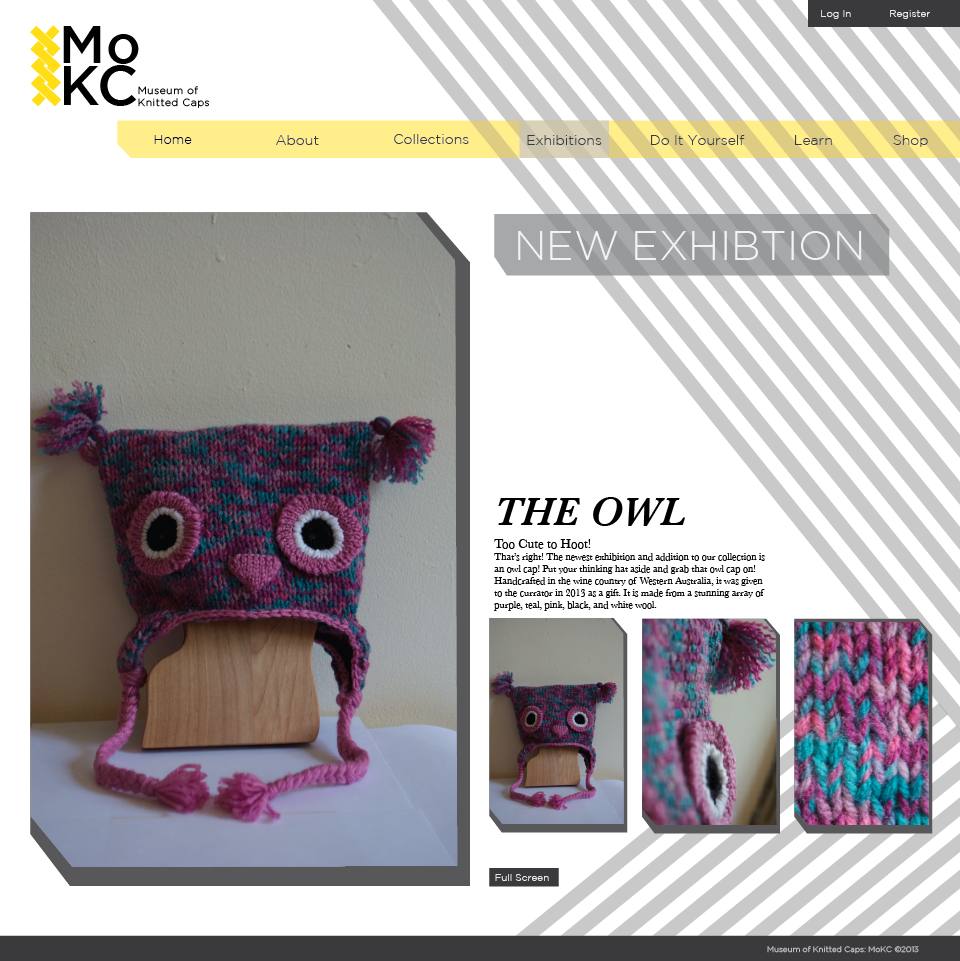 Log In Register
Mo
KC
Museum of
Knitted Caps
Home About Collections Exhibitions Do It Yourself Learn Shop
NEW EXHIBTION
THE OWL
Too Cute to Hoot!
That's right! The newest exhibition and addition to our collection is
an owl cap! Put your thinking hat aside and grab that owl cap on!
Handcrafted in the wine country of Western Australia, it was given
to the currator in 2013 as a gift. It is made from a stunning array of
purple, teal, pink, black, and white wool.
Full Screen
Museum of Knitted Caps: MoKC ©2013